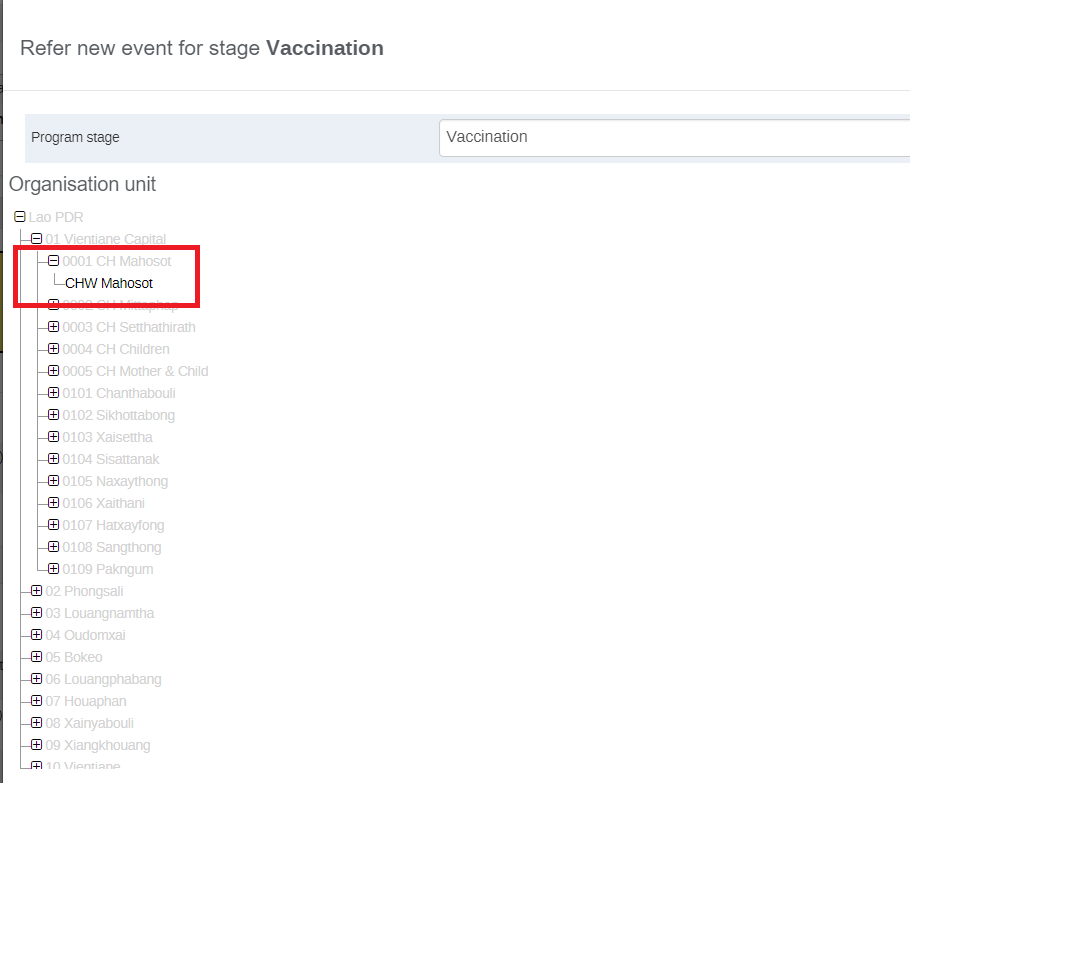 Refer new event for stage Vaccination
Program stage
Vaccination
Organisation unit
Lao PDR
01 Vientiane Capital
0001 CH Mahosot
CHW Mahosot
0002 CH Mittaphap
0003 CH Setthathirath
0004 CH Children
0005 CH Mother & Child
0101 Chanthabouli
0102 Sikhottabong
0103 Xaisettha
0104 Sisattanak
0105 Naxaythong
0106 Xaithani
0107 Hatxayfong
0108 Sangthong
0109 Pakngum
02 Phongsali
03 Louangnamtha
04 Oudomxai
05 Bokeo
06 Louangphabang
07 Houaphan
08 Xainyabouli
09 Xiangkhouang
10 Vientiane